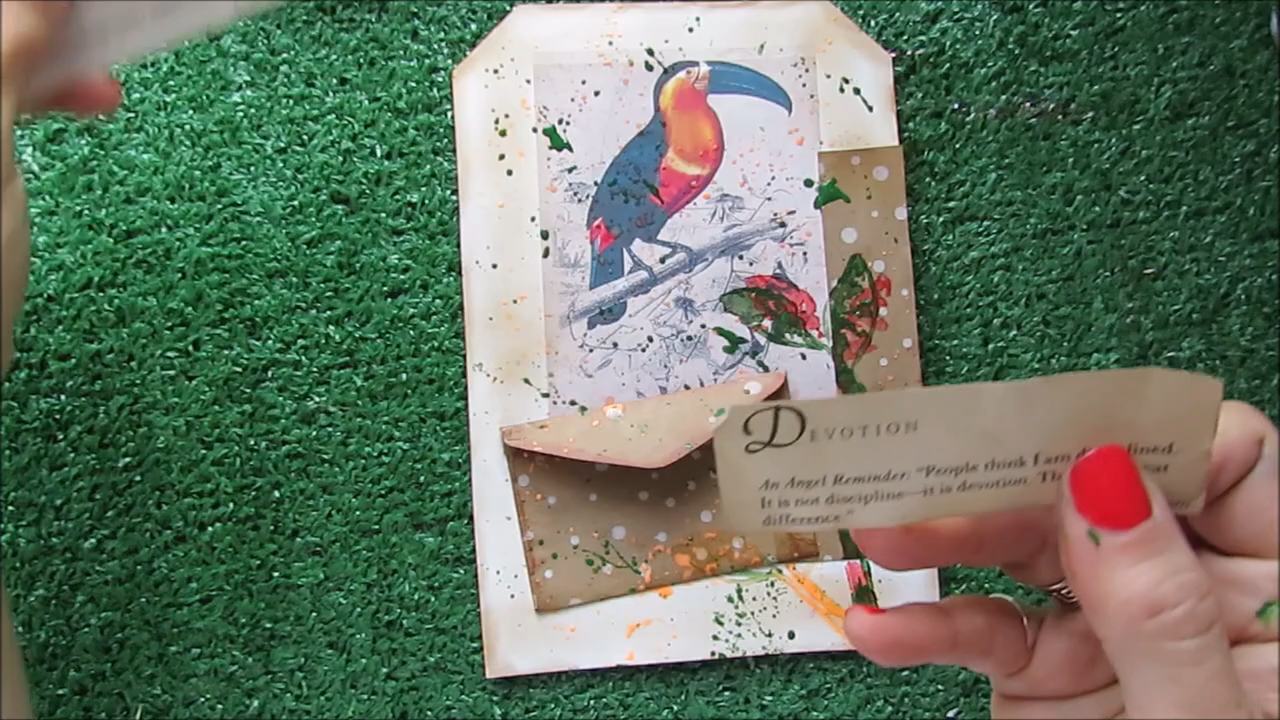 DEVOTION
An Angel Reminder: "People think I am
It is not discipline—it is devotion.
difference."